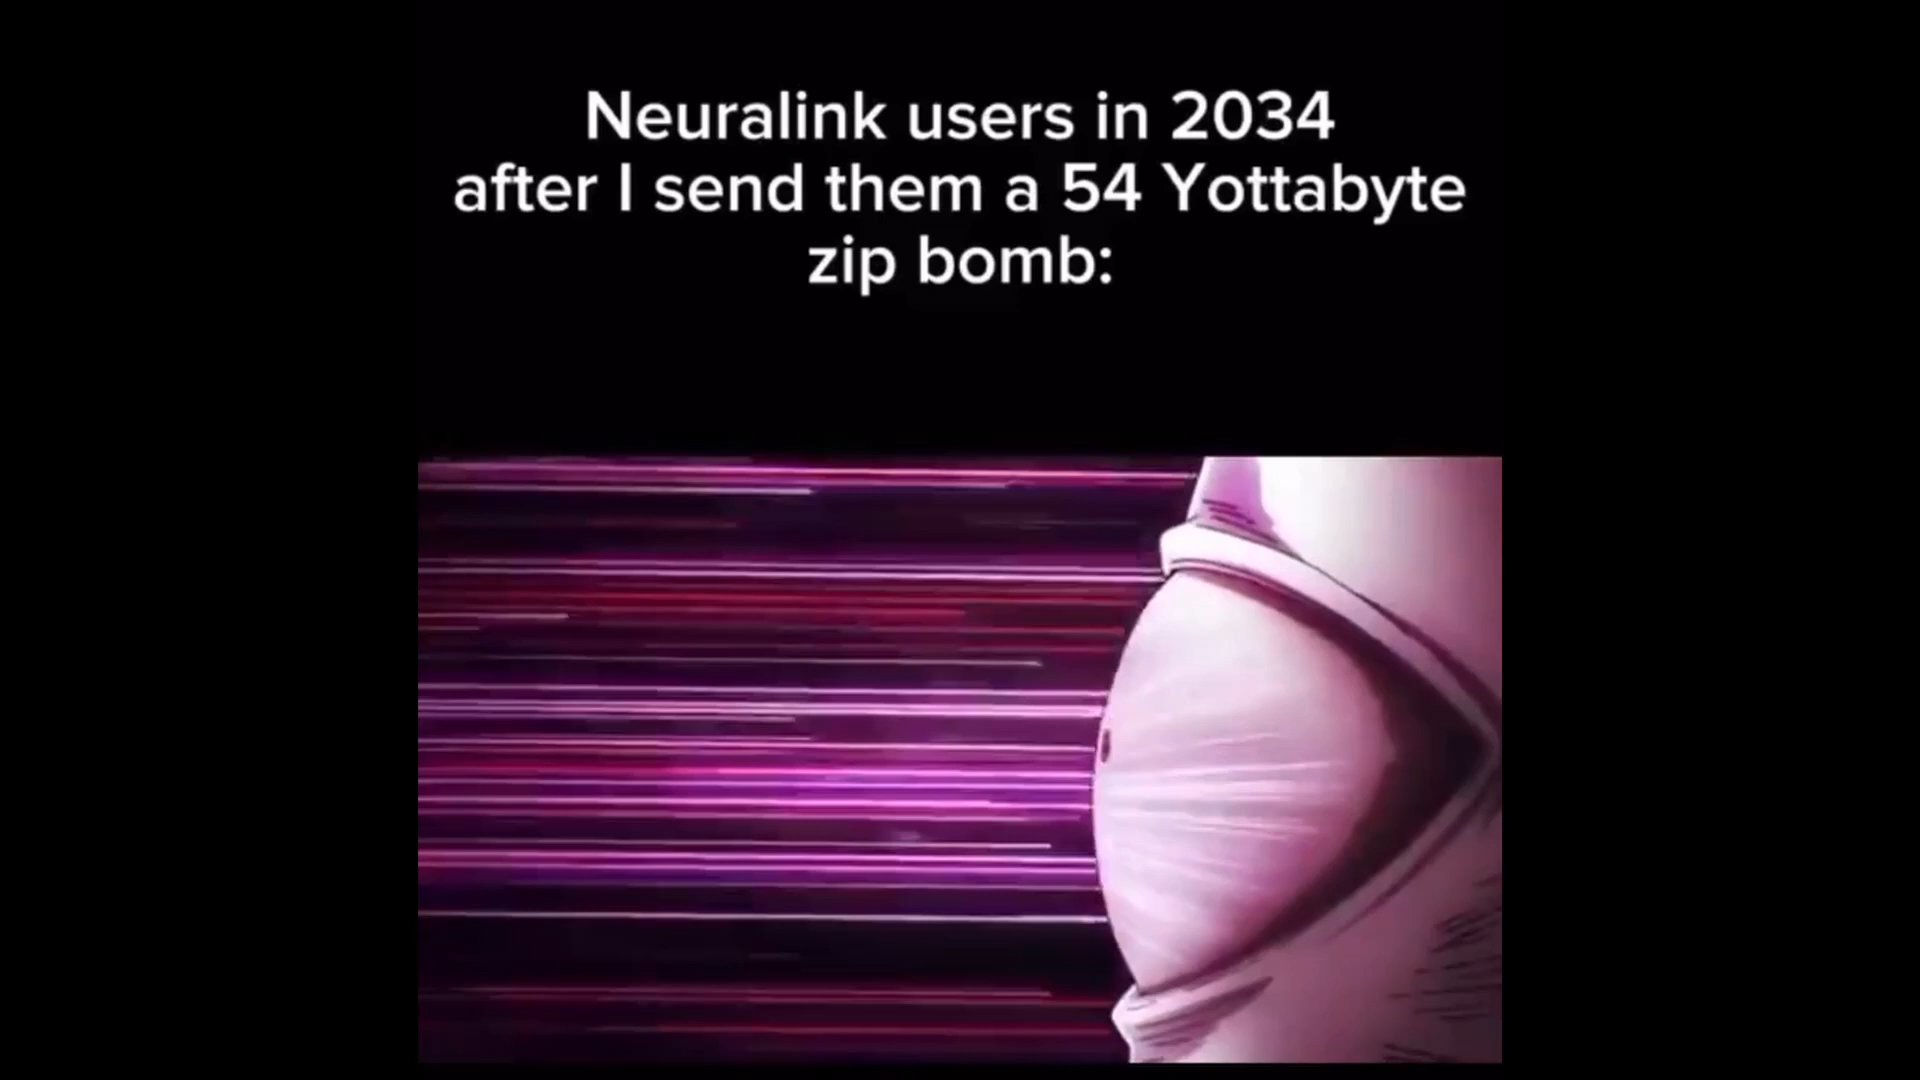 Neuralink users in 2034
after I send them a 54 Yottabyte
zip bomb: